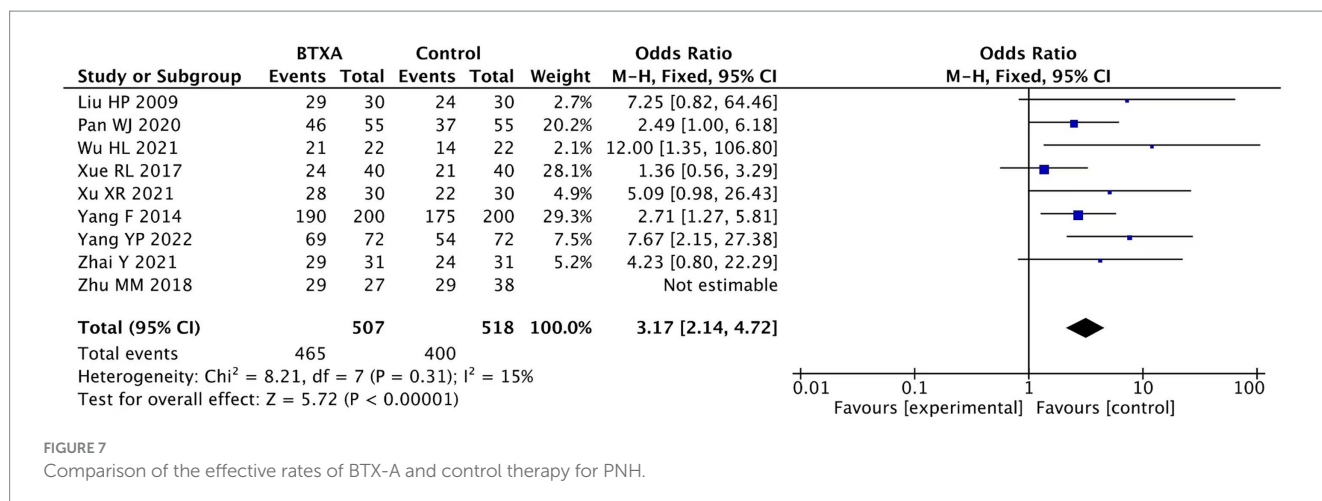 BTXA Control Odds Ratio Odds Ratio
Study or Subgroup Events Total Events Total Weight M-H, Fixed, 95% CI M-H, Fixed, 95% CI
Liu HP 2009 29 30 24 30 2.7% 7.25 [0.82, 64.46]
Pan WJ 2020 46 55 37 55 20.2% 2.49 [1.00, 6.18]
Wu HL 2021 21 22 14 22 2.1% 12.00 [1.35, 106.80]
Xue RL 2017 24 40 21 40 28.1% 1.36 [0.56, 3.29]
Xu XR 2021 28 30 22 30 4.9% 5.09 [0.98, 26.43]
Yang F 2014 190 200 175 200 29.3% 2.71 [1.27, 5.81]
Yang YP 2022 69 72 54 72 7.5% 7.67 [2.15, 27.38]
Zhai Y 2021 29 31 24 31 5.2% 4.23 [0.80, 22.29]
Zhu MM 2018 29 27 29 38 Not estimable
Total (95% CI) 507 518 100.0% 3.17 [2.14, 4.72]
Total events 465 400
Heterogeneity: Chi² = 8.21, df = 7 (P = 0.31); I² = 15%
Test for overall effect: Z = 5.72 (P < 0.00001)
0.01 0.1 1 10 100
Favours [experimental] Favours [control]
FIGURE 7
Comparison of the effective rates of BTX-A and control therapy for PNH.